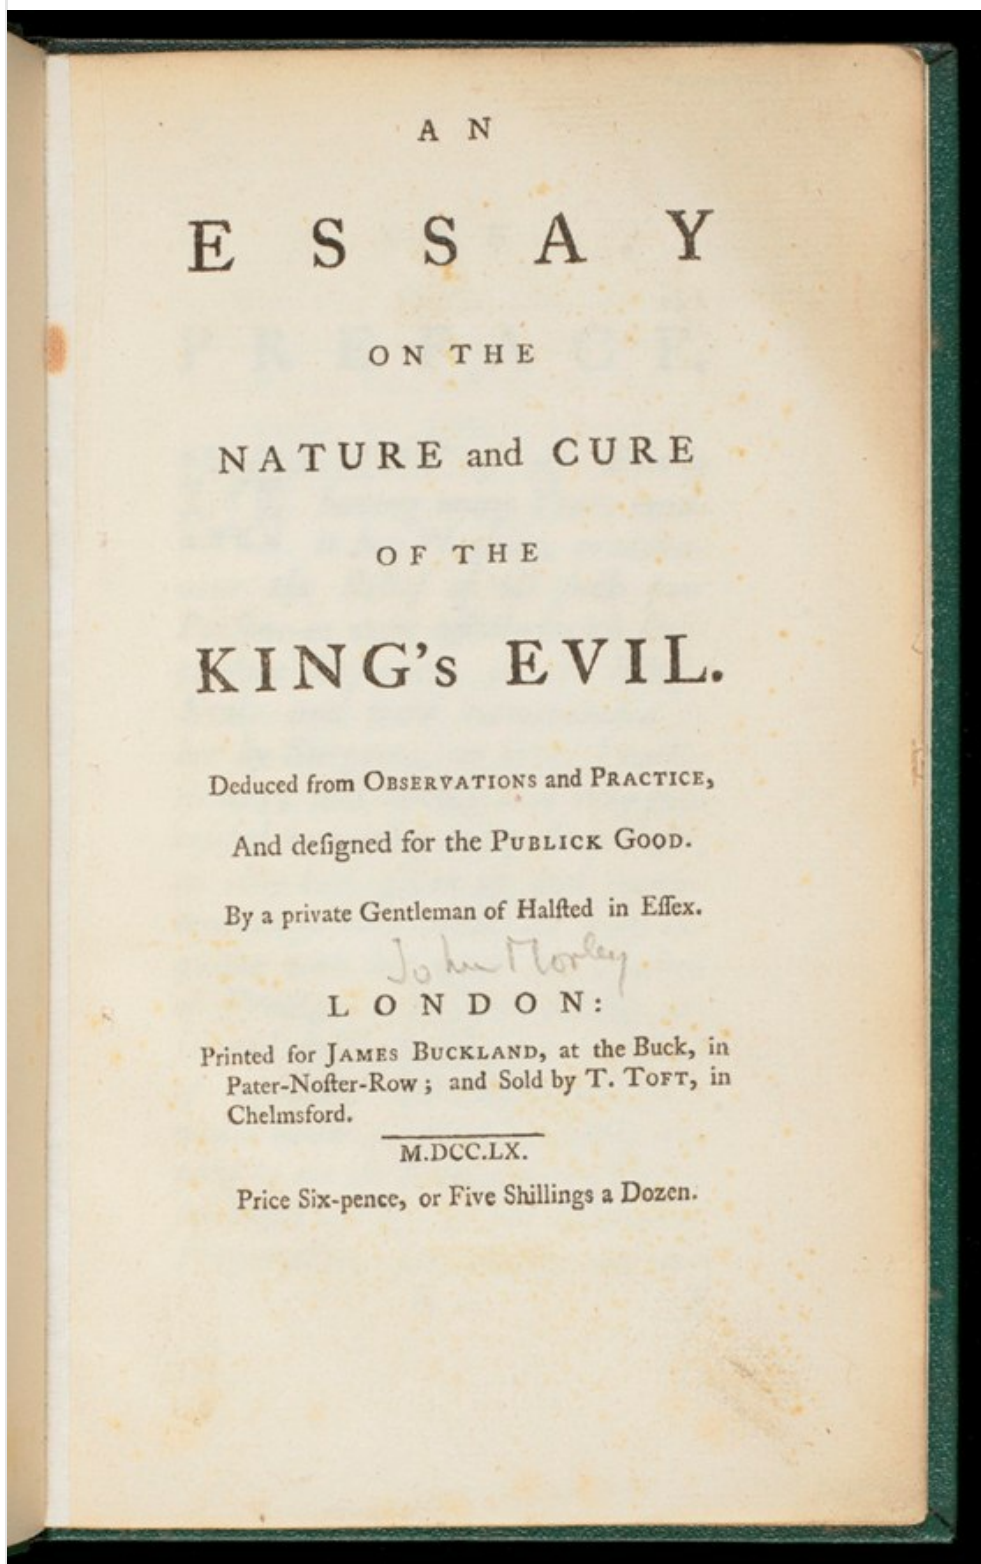 A N
E S S A Y
ON THE
NATURE and CURE
OF THE
KING's EVIL.
Deduced from OBSERVATIONS and PRACTICE,
And deſigned for the PUBLICK GOOD.
By a private Gentleman of Halſted in Eſſex.
John Morley
L O N D O N:
Printed for JAMES BUCKLAND, at the Buck, in
Pater-Noſter-Row; and Sold by T. TOFT, in
Chelmsford.
M.DCC.LX.
Price Six-pence, or Five Shillings a Dozen.